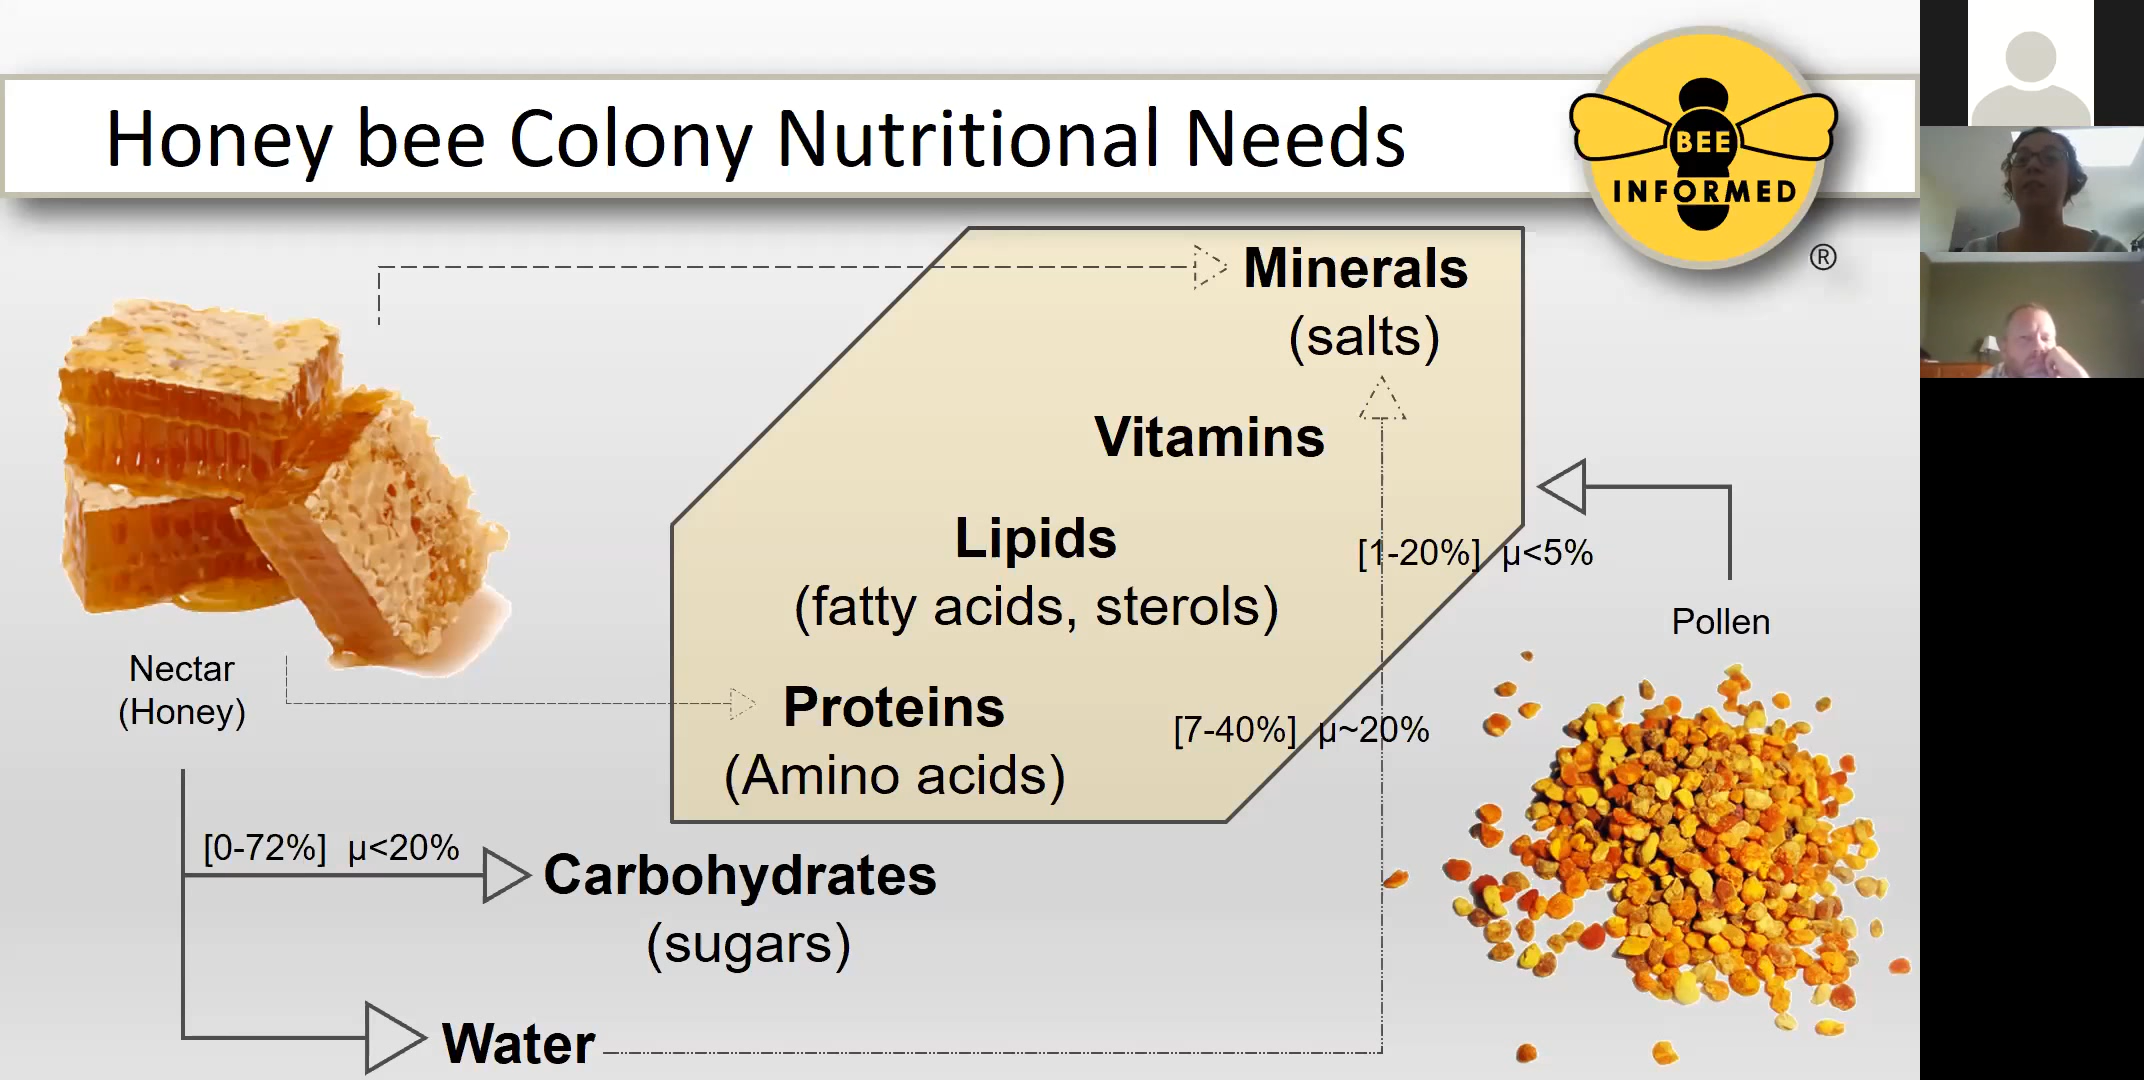 Honey bee Colony Nutritional Needs
BEE
INFORMED
®
Minerals
(salts)
Vitamins
Lipids
(fatty acids, sterols)
[1-20%] µ<5%
Pollen
Nectar
(Honey)
Proteins
(Amino acids)
[7-40%] µ~20%
[0-72%] µ<20%
Carbohydrates
(sugars)
Water